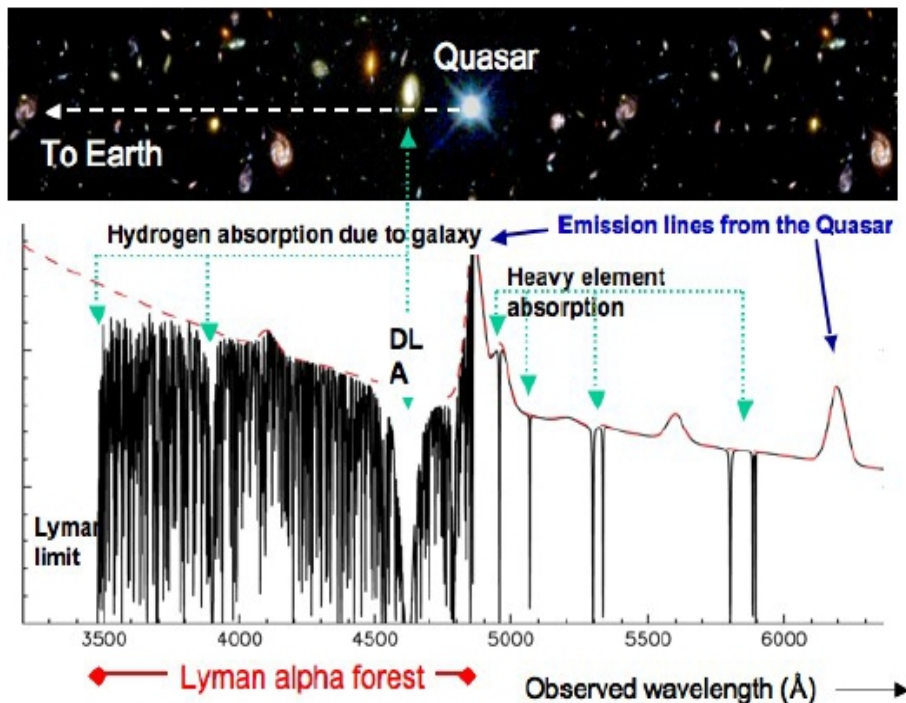 Quasar
To Earth
Hydrogen absorption due to galaxy
Emission lines from the Quasar
Heavy element
absorption
DL
A
Lyman
limit
3500 4000 4500 5000 5500 6000
Lyman alpha forest
Observed wavelength (Å)